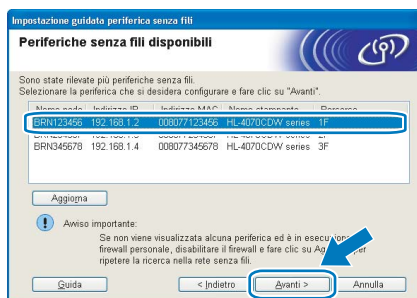 Impostazione guidata periferica senza fili
Periferiche senza fili disponibili
Sono state rilevate più periferiche senza fili.
Selezionare la periferica che si desidera configurare e fare clic su "Avanti".
Nome nodo Indirizzo IP Indirizzo MAC Nome stampante Percorso
BRN123456 192.168.1.2 008077123456 HL-4070CDW series 1F
BRN345678 192.168.1.4 008077345678 HL-4070CDW series 3F
Aggiorna
Avviso importante:
Se non viene visualizzata alcuna periferica ed è in
firewall personale, disabilitare il firewall e fare clic su
ripetere la ricerca nella rete senza fili.
Guida < Indietro Avanti > Annulla